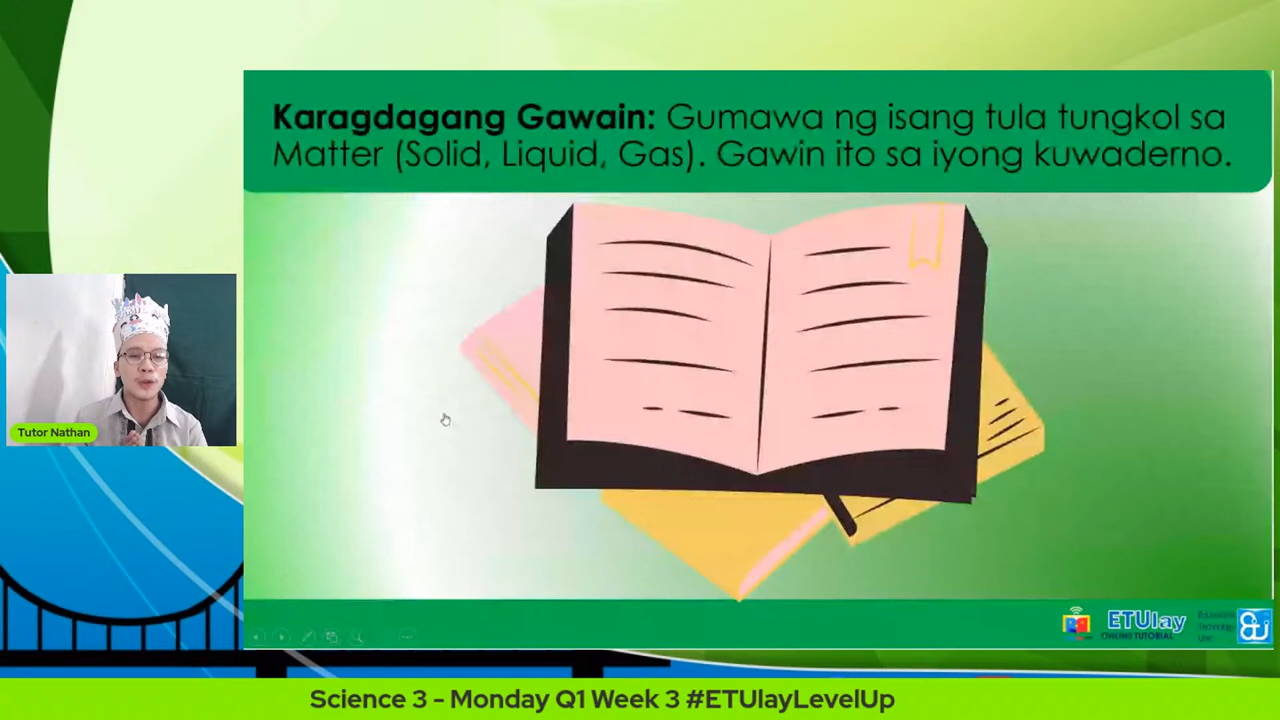 Karagdagang Gawain: Gumawa ng isang tula tungkol sa
Matter (Solid, Liquid, Gas). Gawin ito sa iyong kuwaderno.
Tutor Nathan
ETUlay
ONLINE TUTORIAL
Science 3 - Monday Q1 Week 3 #ETUlayLevelUp